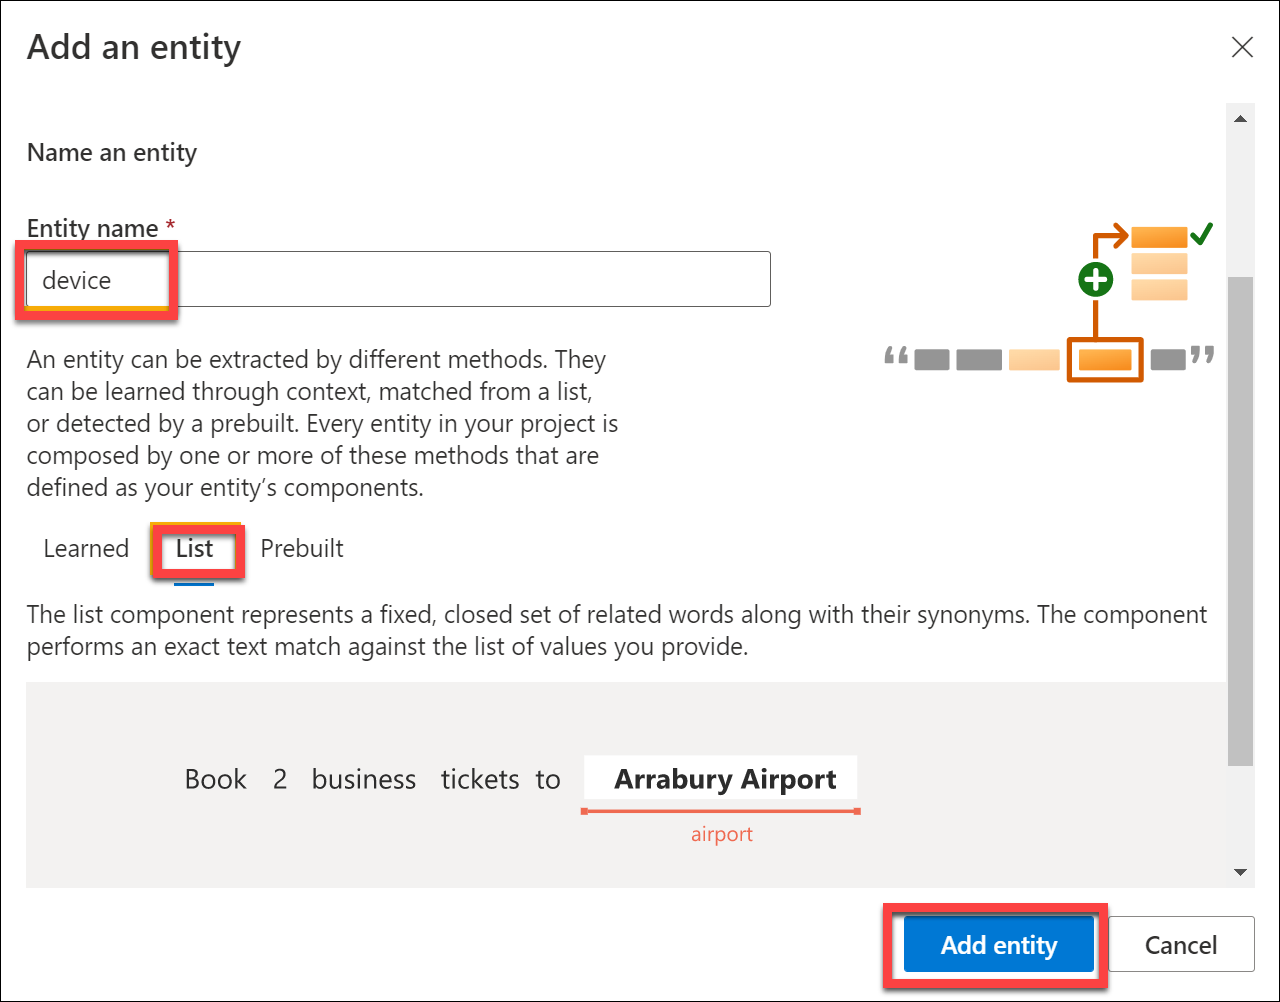 Add an entity
Name an entity
Entity name *
device
An entity can be extracted by different methods. They
can be learned through context, matched from a list,
or detected by a prebuilt. Every entity in your project is
composed by one or more of these methods that are
defined as your entity’s components.
Learned List Prebuilt
The list component represents a fixed, closed set of related words along with their synonyms. The component
performs an exact text match against the list of values you provide.
Book 2 business tickets to Arrabury Airport
airport
Add entity Cancel